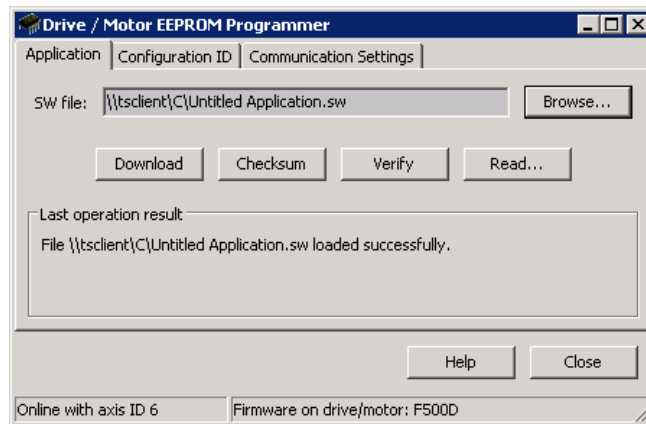 Drive / Motor EEPROM Programmer
Application Configuration ID Communication Settings
SW file: \\tsclient\C\Untitled Application.sw Browse...
Download Checksum Verify Read...
Last operation result
File \\tsclient\C\Untitled Application.sw loaded successfully.
Help Close
Online with axis ID 6 Firmware on drive/motor: F500D